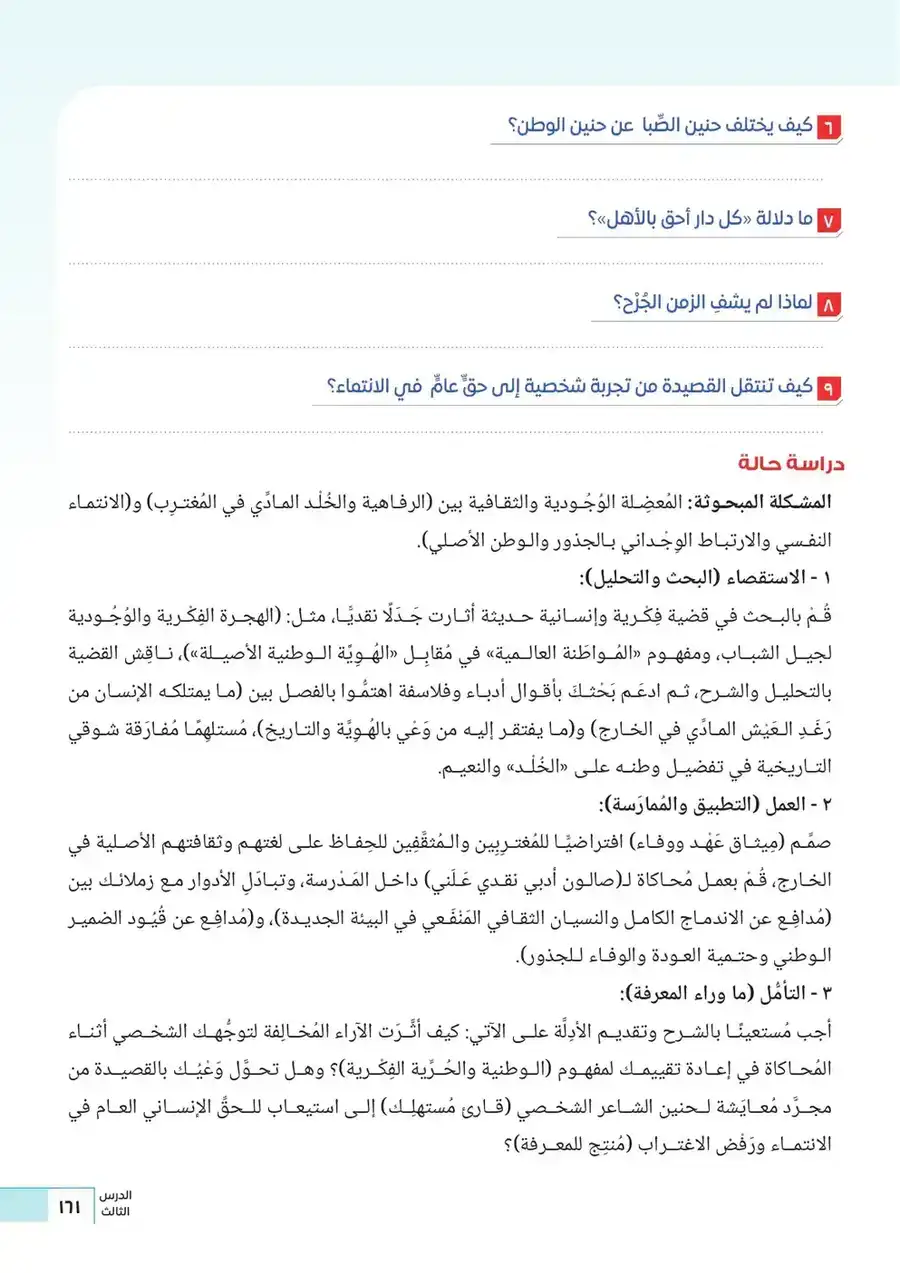 ٦ كيف يختلف حنين الصِّبا عن حنين الوطن؟
٧ ما دلالة «كل دار أحق بالأهل»؟
٨ لماذا لم يشفِ الزمن الجُرْح؟
٩ كيف تنتقل القصيدة من تجربة شخصية إلى حقٍّ عامٍّ في الانتماء؟
دراسة حالة
المشكلة المبحوثة: المُعضِلة الوُجُودية والثقافية بين (الرفاهية والخُلْد المادِّي في المُغترِب) و(الانتماء
النفسي والارتباط الوِجْداني بالجذور والوطن الأصلي).
١ - الاستقصاء (البحث والتحليل):
قُمْ بالبحث في قضية فِكْرية وإنسانية حديثة أثارت جَدَلًا نقديًّا، مثل: (الهجرة الفِكْرية والوُجُودية
لجيل الشباب، ومفهوم «المُواطَنة العالمية» في مُقابِل «الهُوِيَّة الوطنية الأصيلة»)، ناقِش القضية
بالتحليل والشرح، ثم ادعَم بَحْثكَ بأقوال أدباء وفلاسفة اهتمُّوا بالفصل بين (ما يمتلكه الإنسان من
رَغَدِ العَيْش المادِّي في الخارج) و(ما يفتقر إليه من وَعْي بالهُوِيَّة والتاريخ)، مُستلهِمًا مُفارَقة شوقي
التاريخية في تفضيل وطنه على «الخُلْد» والنعيم.
٢ - العمل (التطبيق والمُمارَسة):
صمِّم (مِيثاق عَهْد ووفاء) افتراضيًّا للمُغترِبِين والمُثقَّفِين للحِفاظ على لغتهم وثقافتهم الأصلية في
الخارج، قُمْ بعمل مُحاكاة لـ(صالون أدبي نقدي عَلَني) داخل المَدْرسة، وتبادَلِ الأدوار مع زملائك بين
(مُدافِع عن الاندماج الكامل والنسيان الثقافي المَنْفَعي في البيئة الجديدة)، و(مُدافِع عن قُيُود الضمير
الوطني وحتمية العودة والوفاء للجذور).
٣ - التأمُّل (ما وراء المعرفة):
أجب مُستعينًا بالشرح وتقديم الأدِلَّة على الآتي: كيف أثَّرَت الآراء المُخالِفة لتوجُّهك الشخصي أثناء
المُحاكاة في إعادة تقييمك لمفهوم (الوطنية والحُرِّية الفِكْرية)؟ وهل تحوَّل وَعْيُك بالقصيدة من
مجرَّد مُعايَشة لحنين الشاعر الشخصي (قارئ مُستهلِك) إلى استيعاب للحقِّ الإنساني العام في
الانتماء ورَفْض الاغتراب (مُنتِج للمعرفة)؟
الدرس
الثالث
١٦١